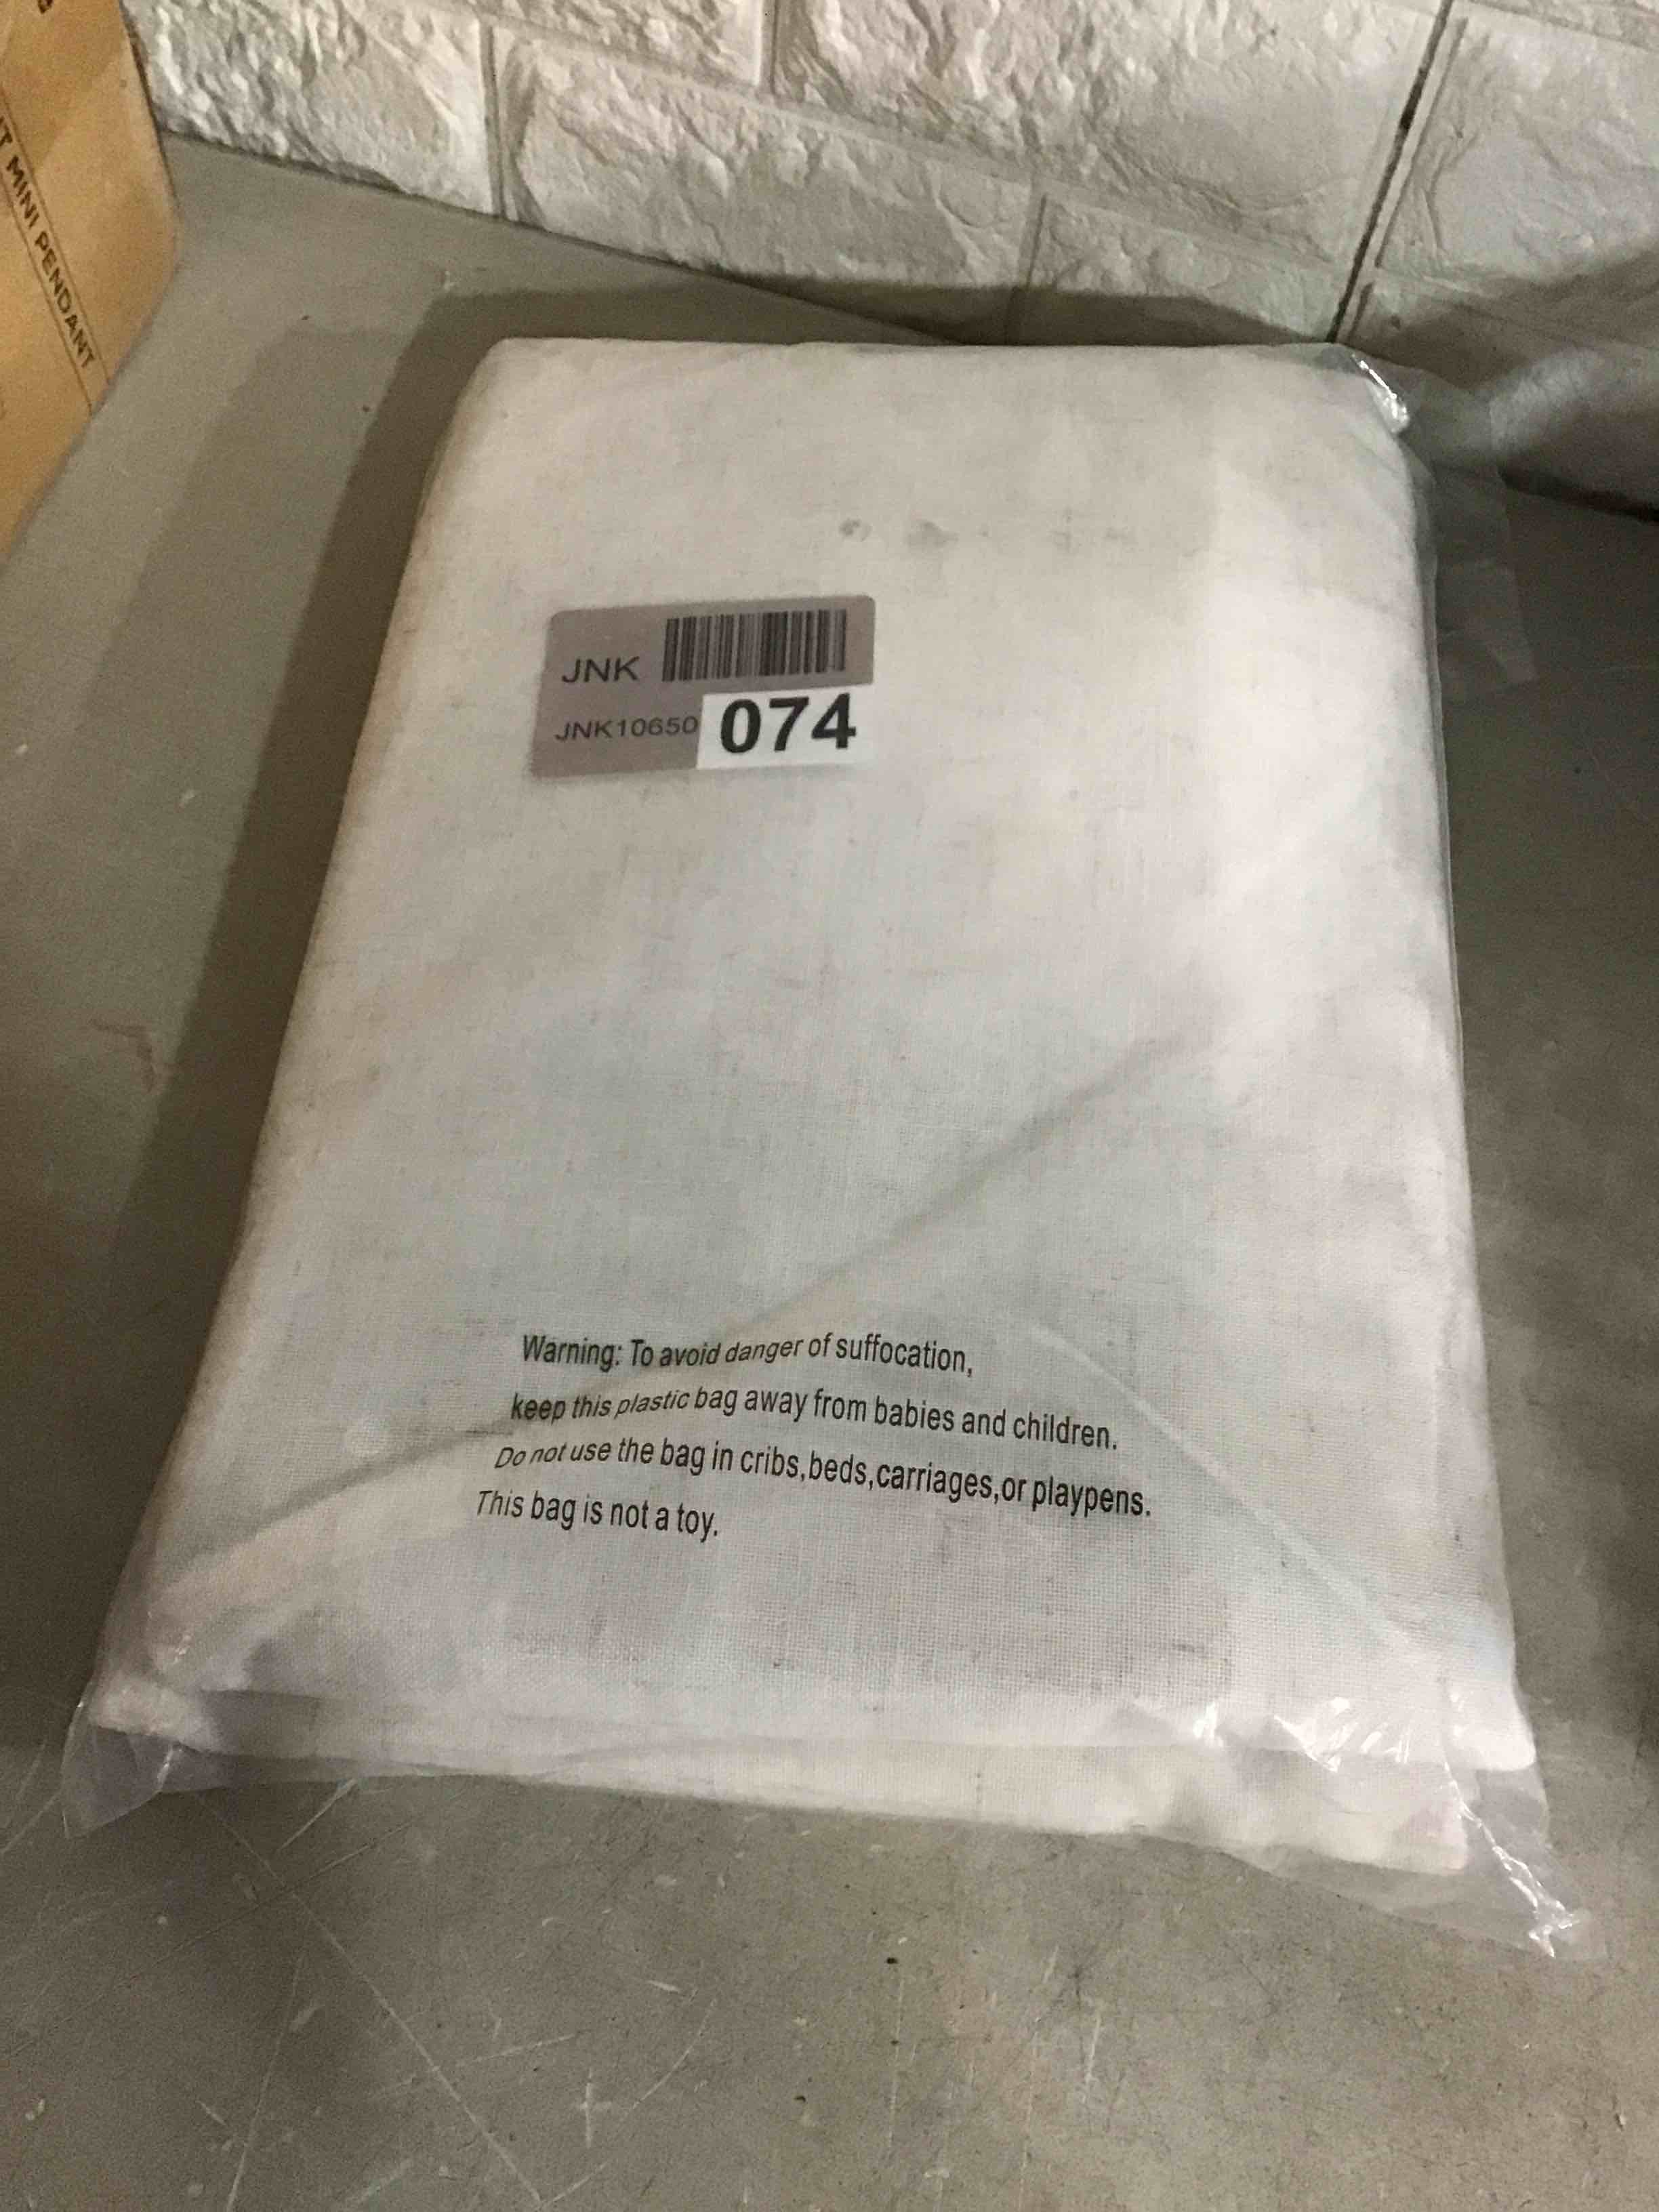 T MINI PENDANT
JNK
JNK10650 074
Warning: To avoid danger of suffocation,
keep this plastic bag away from babies and children.
Do not use the bag in cribs,beds,carriages,or playpens.
This bag is not a toy.